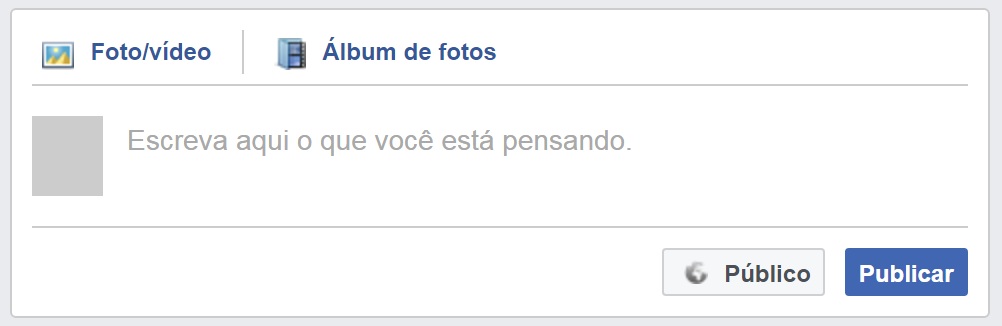 Foto/vídeo Álbum de fotos
Escreva aqui o que você está pensando.
Público Publicar